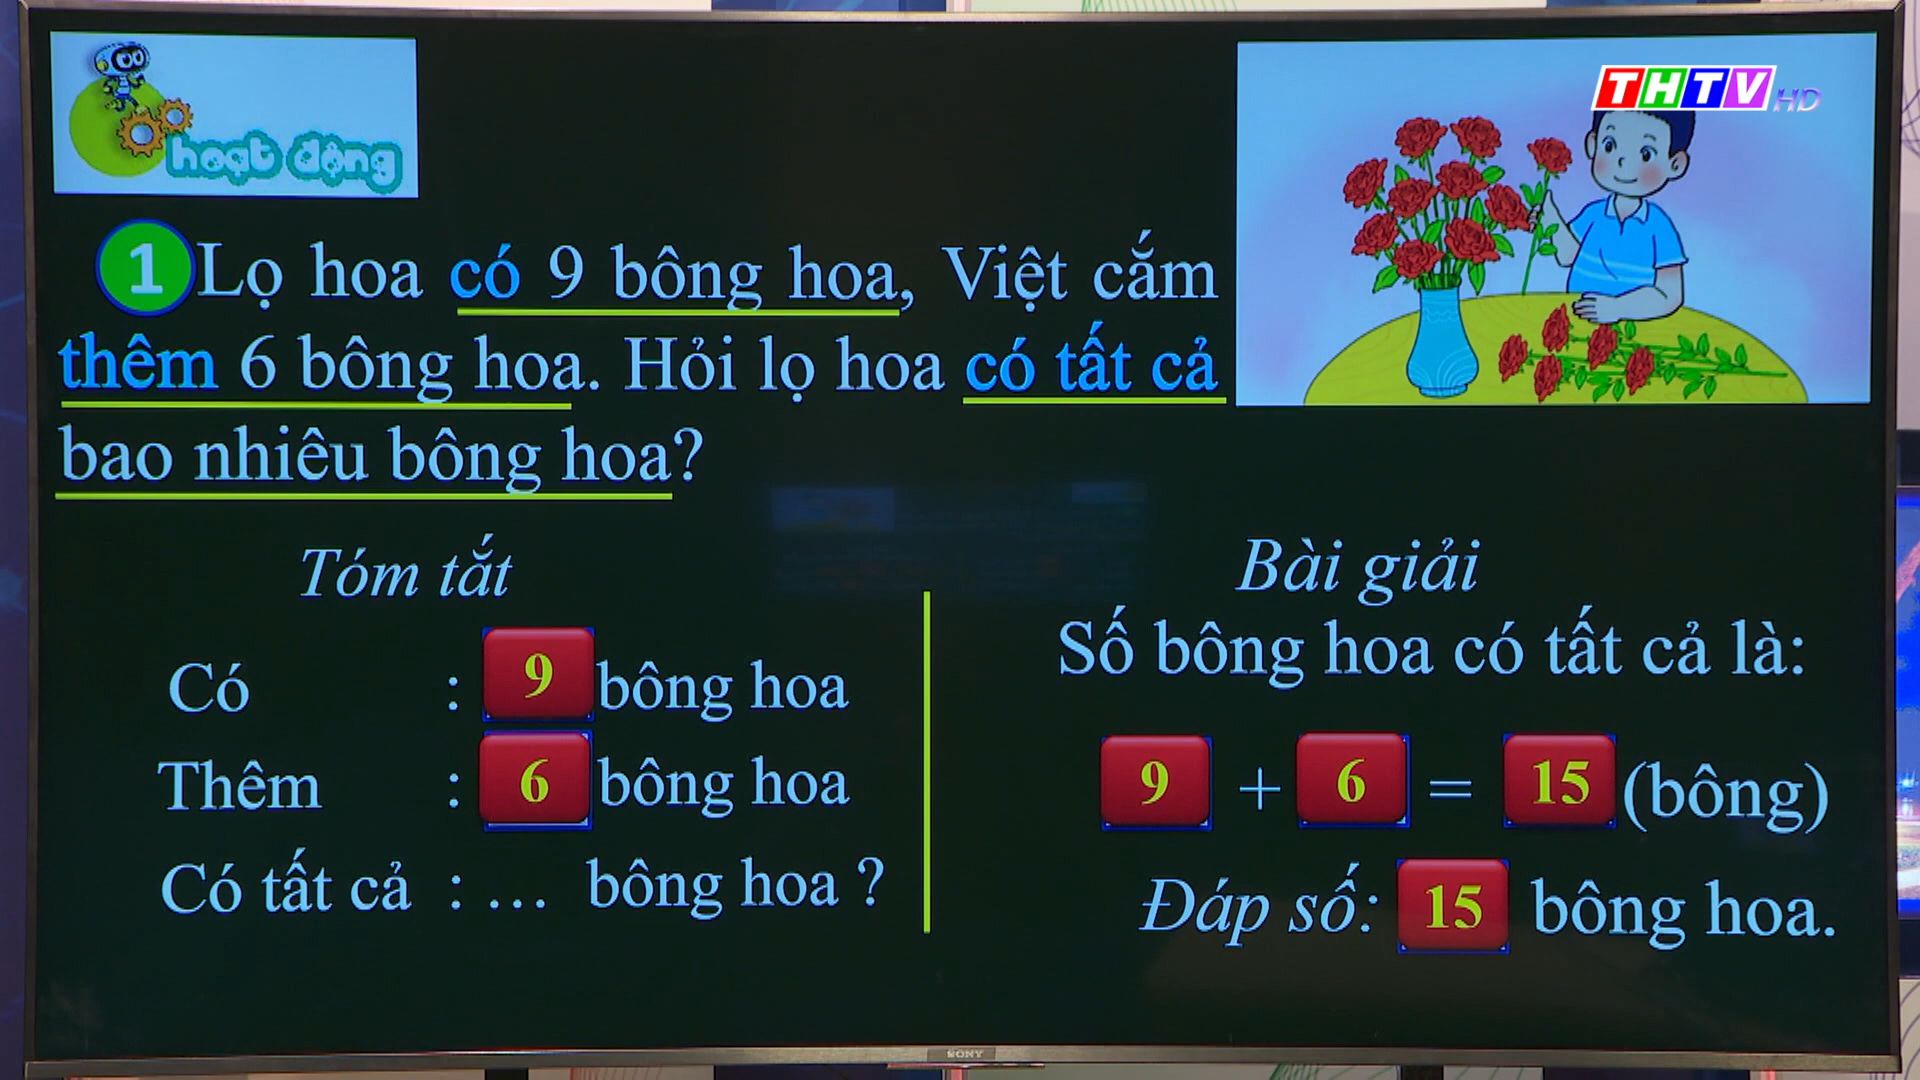 hoạt động
THTV HD
1 Lọ hoa có 9 bông hoa, Việt cắm
thêm 6 bông hoa. Hỏi lọ hoa có tất cả
bao nhiêu bông hoa?
Tóm tắt
Có : 9 bông hoa
Thêm : 6 bông hoa
Có tất cả : ... bông hoa ?
Bài giải
Số bông hoa có tất cả là:
9 + 6 = 15 (bông)
Đáp số: 15 bông hoa.
SONY